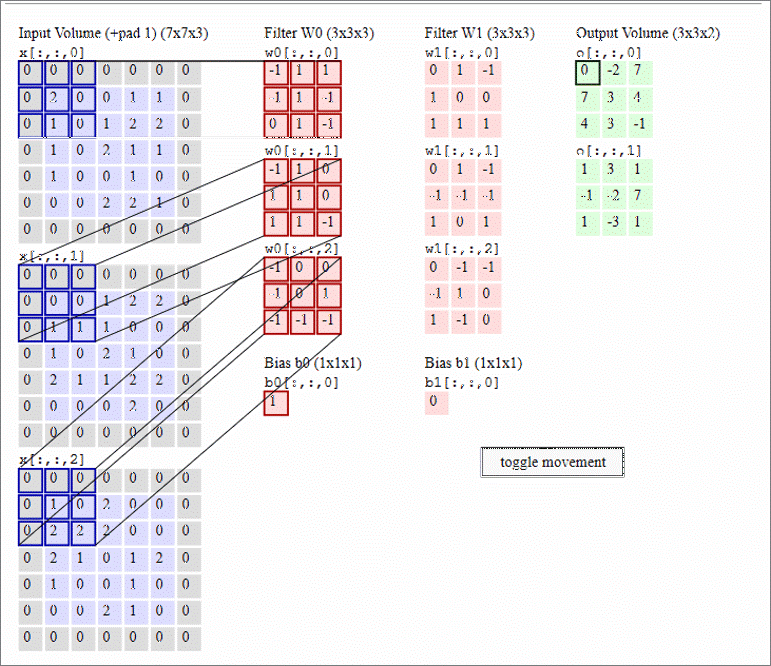 Input Volume (+pad 1) (7x7x3)
x[:,:,0]
0 0 0 0 0 0 0
0 2 0 0 1 1 0
0 1 0 1 2 2 0
0 1 0 2 1 1 0
0 1 0 0 1 0 0
0 0 0 2 2 1 0
0 0 0 0 0 0 0
x[:,:,1]
0 0 0 0 0 0 0
0 0 0 1 2 2 0
0 1 1 1 0 0 0
0 1 0 2 1 0 0
0 2 1 1 2 2 0
0 0 0 0 2 0 0
0 0 0 0 0 0 0
x[:,:,2]
0 0 0 0 0 0 0
0 1 0 2 0 0 0
0 2 2 2 0 0 0
0 2 1 0 1 2 0
0 1 0 0 1 0 0
0 0 0 2 1 0 0
0 0 0 0 0 0 0
Filter W0 (3x3x3)
w0[:,:,0]
-1 1 1
-1 1 -1
0 1 -1
w0[:,:,1]
-1 1 0
1 1 0
1 1 -1
w0[:,:,2]
-1 0 0
-1 0 1
-1 -1 -1
Bias b0 (1x1x1)
b0[:,:,0]
1
Filter W1 (3x3x3)
w1[:,:,0]
0 1 -1
1 0 0
1 1 1
w1[:,:,1]
0 1 -1
-1 -1 -1
1 0 1
w1[:,:,2]
0 -1 -1
-1 1 0
1 -1 0
Bias b1 (1x1x1)
b1[:,:,0]
0
Output Volume (3x3x2)
o[:,:,0]
0 -2 7
7 3 4
4 3 -1
o[:,:,1]
1 3 1
-1 -2 7
1 -3 1
toggle movement